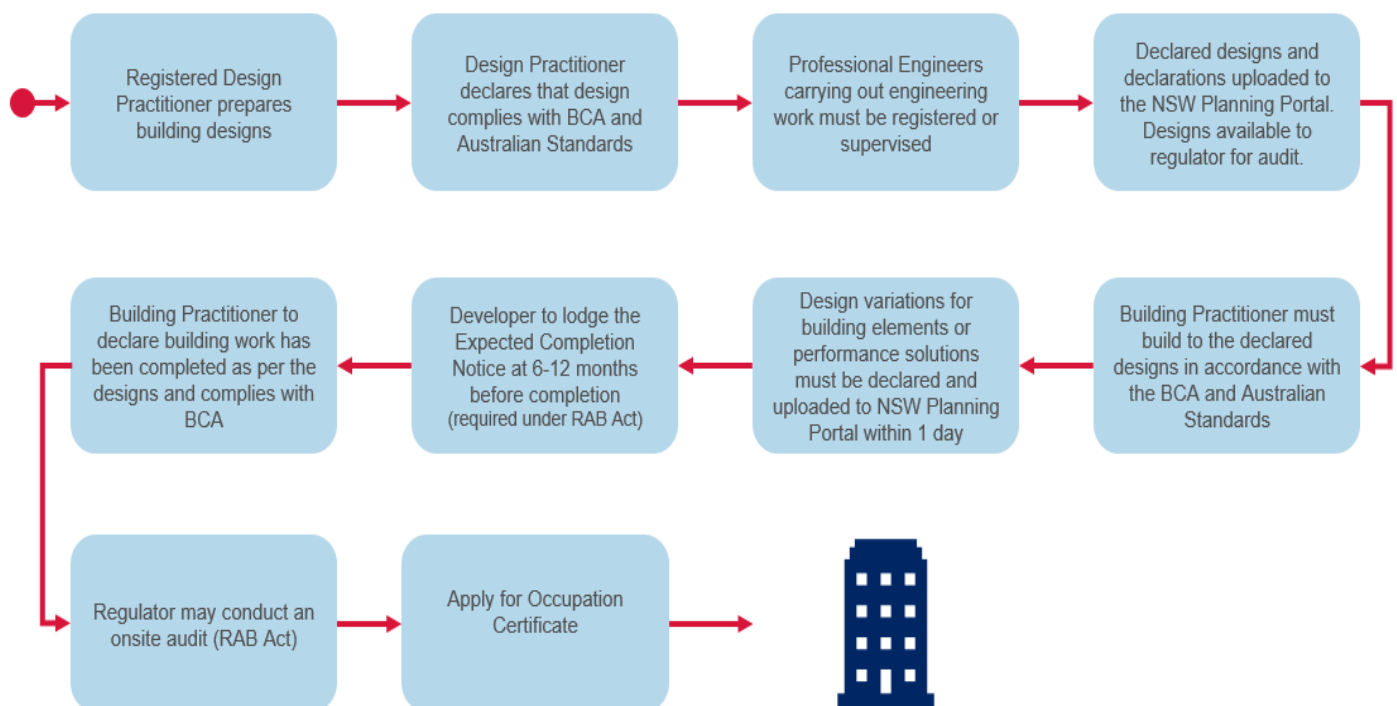 Registered Design
Practitioner prepares
building designs
Design Practitioner
declares that design
complies with BCA and
Australian Standards
Professional Engineers
carrying out engineering
work must be registered or
supervised
Declared designs and
declarations uploaded to
the NSW Planning Portal.
Designs available to
regulator for audit.
Building Practitioner must
build to the declared
designs in accordance with
the BCA and Australian
Standards
Design variations for
building elements or
performance solutions
must be declared and
uploaded to NSW Planning
Portal within 1 day
Developer to lodge the
Expected Completion
Notice at 6-12 months
before completion
(required under RAB Act)
Building Practitioner to
declare building work has
been completed as per the
designs and complies with
BCA
Regulator may conduct an
onsite audit (RAB Act)
Apply for Occupation
Certificate